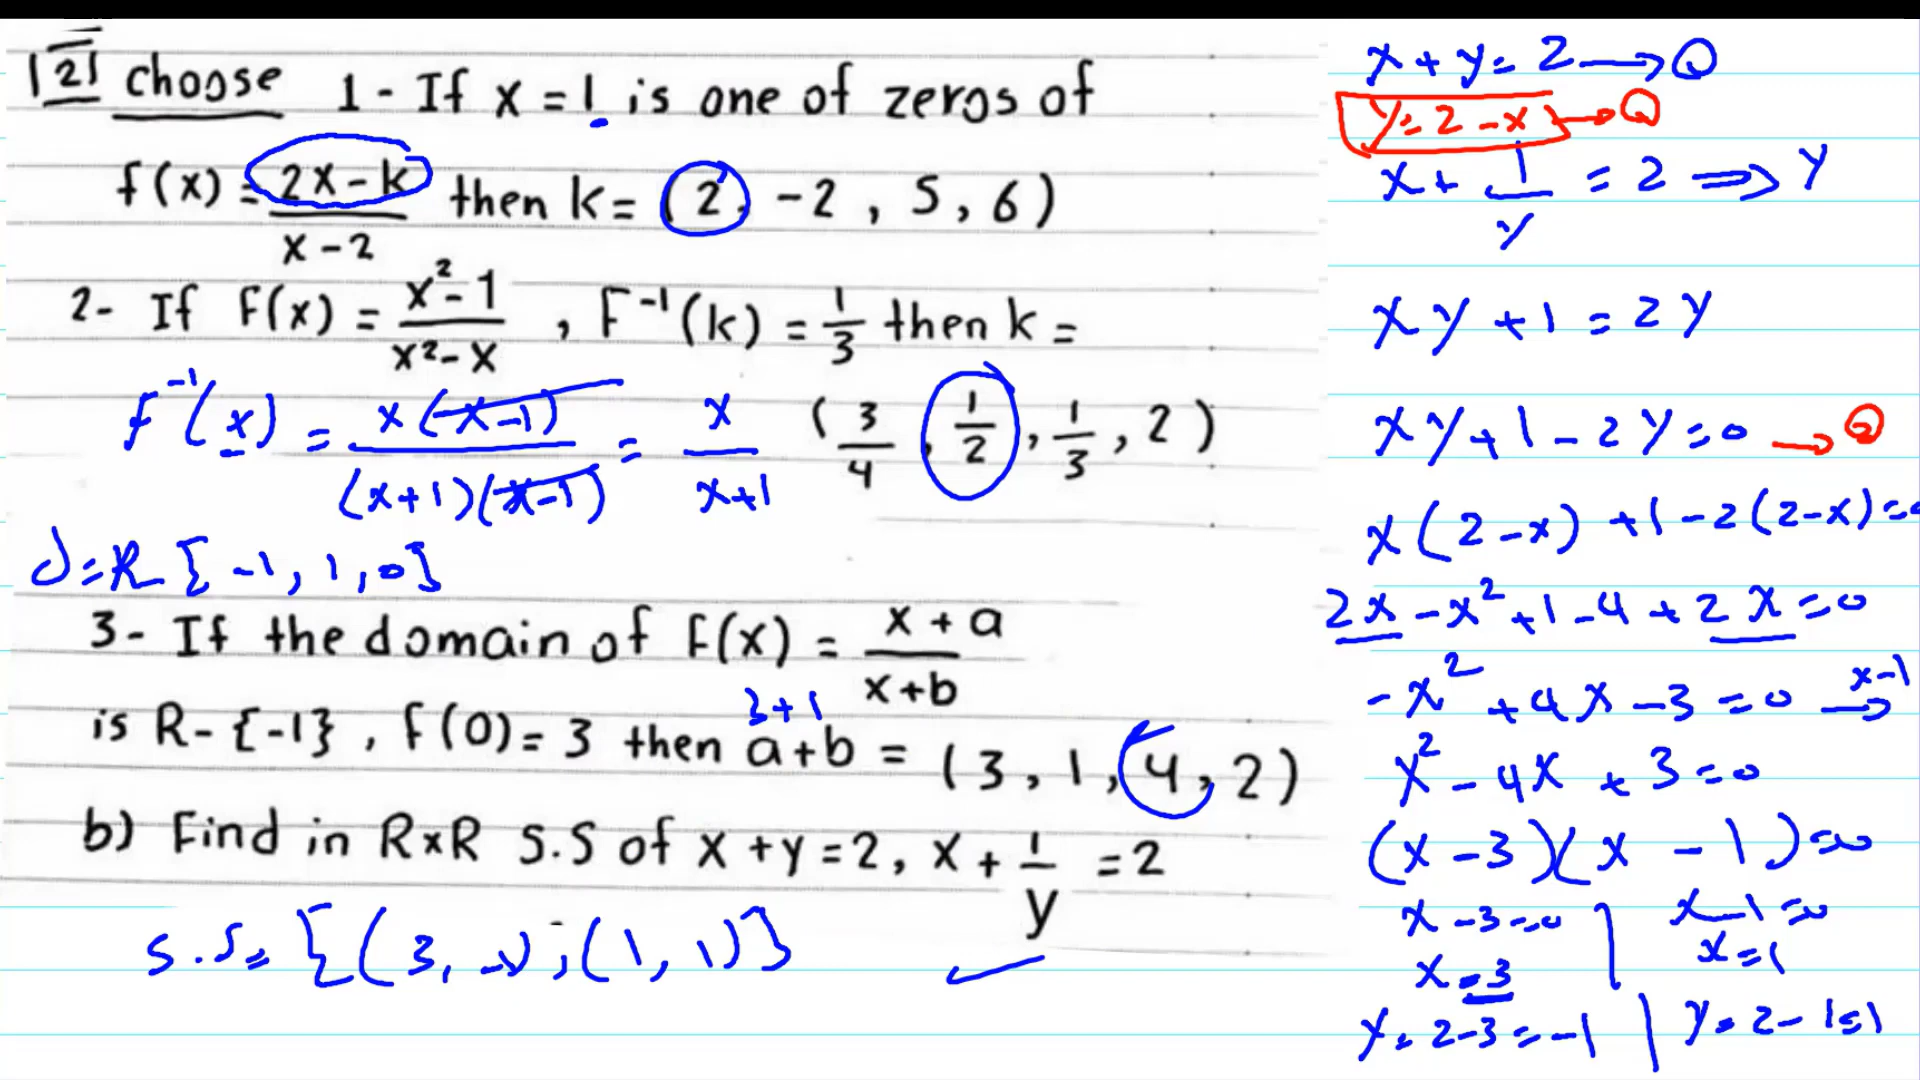 [2] choose 1- If x = 1 is one of zeros of
f(x) = (2x-k)/(x-2) then k = (2, -2, 5, 6)
2- If F(x) = (x²-1)/(x²-x), F⁻¹(k) = 1/3 then k =
(3/4, 1/2, 1/3, 2)
F⁻¹(x) = x(x-1)/(x+1)(x-1) = x/(x+1)
d=R [-1, 1, 0}
3- If the domain of F(x) = (x+a)/(x+b)
3+1
is R-{-1}, f(0)=3 then a+b = (3, 1, 4, 2)
b) Find in R×R S.S of x+y=2, x+1/y=2
S.S= {(3, -1), (1, 1)}
x+y=2 →
y=2-x →
x+1/y=2 ⇒ y
xy+1=2y
xy+1-2y=0 →
x(2-x)+1-2(2-x)=0
2x-x²+1-4+2x=0
-x²+4x-3=0 x-1 →
x²-4x+3=0
(x-3)(x-1)=0
x-3=0 | x-1=0
x=3 | x=1
y=2-3=-1 | y=2-1=1